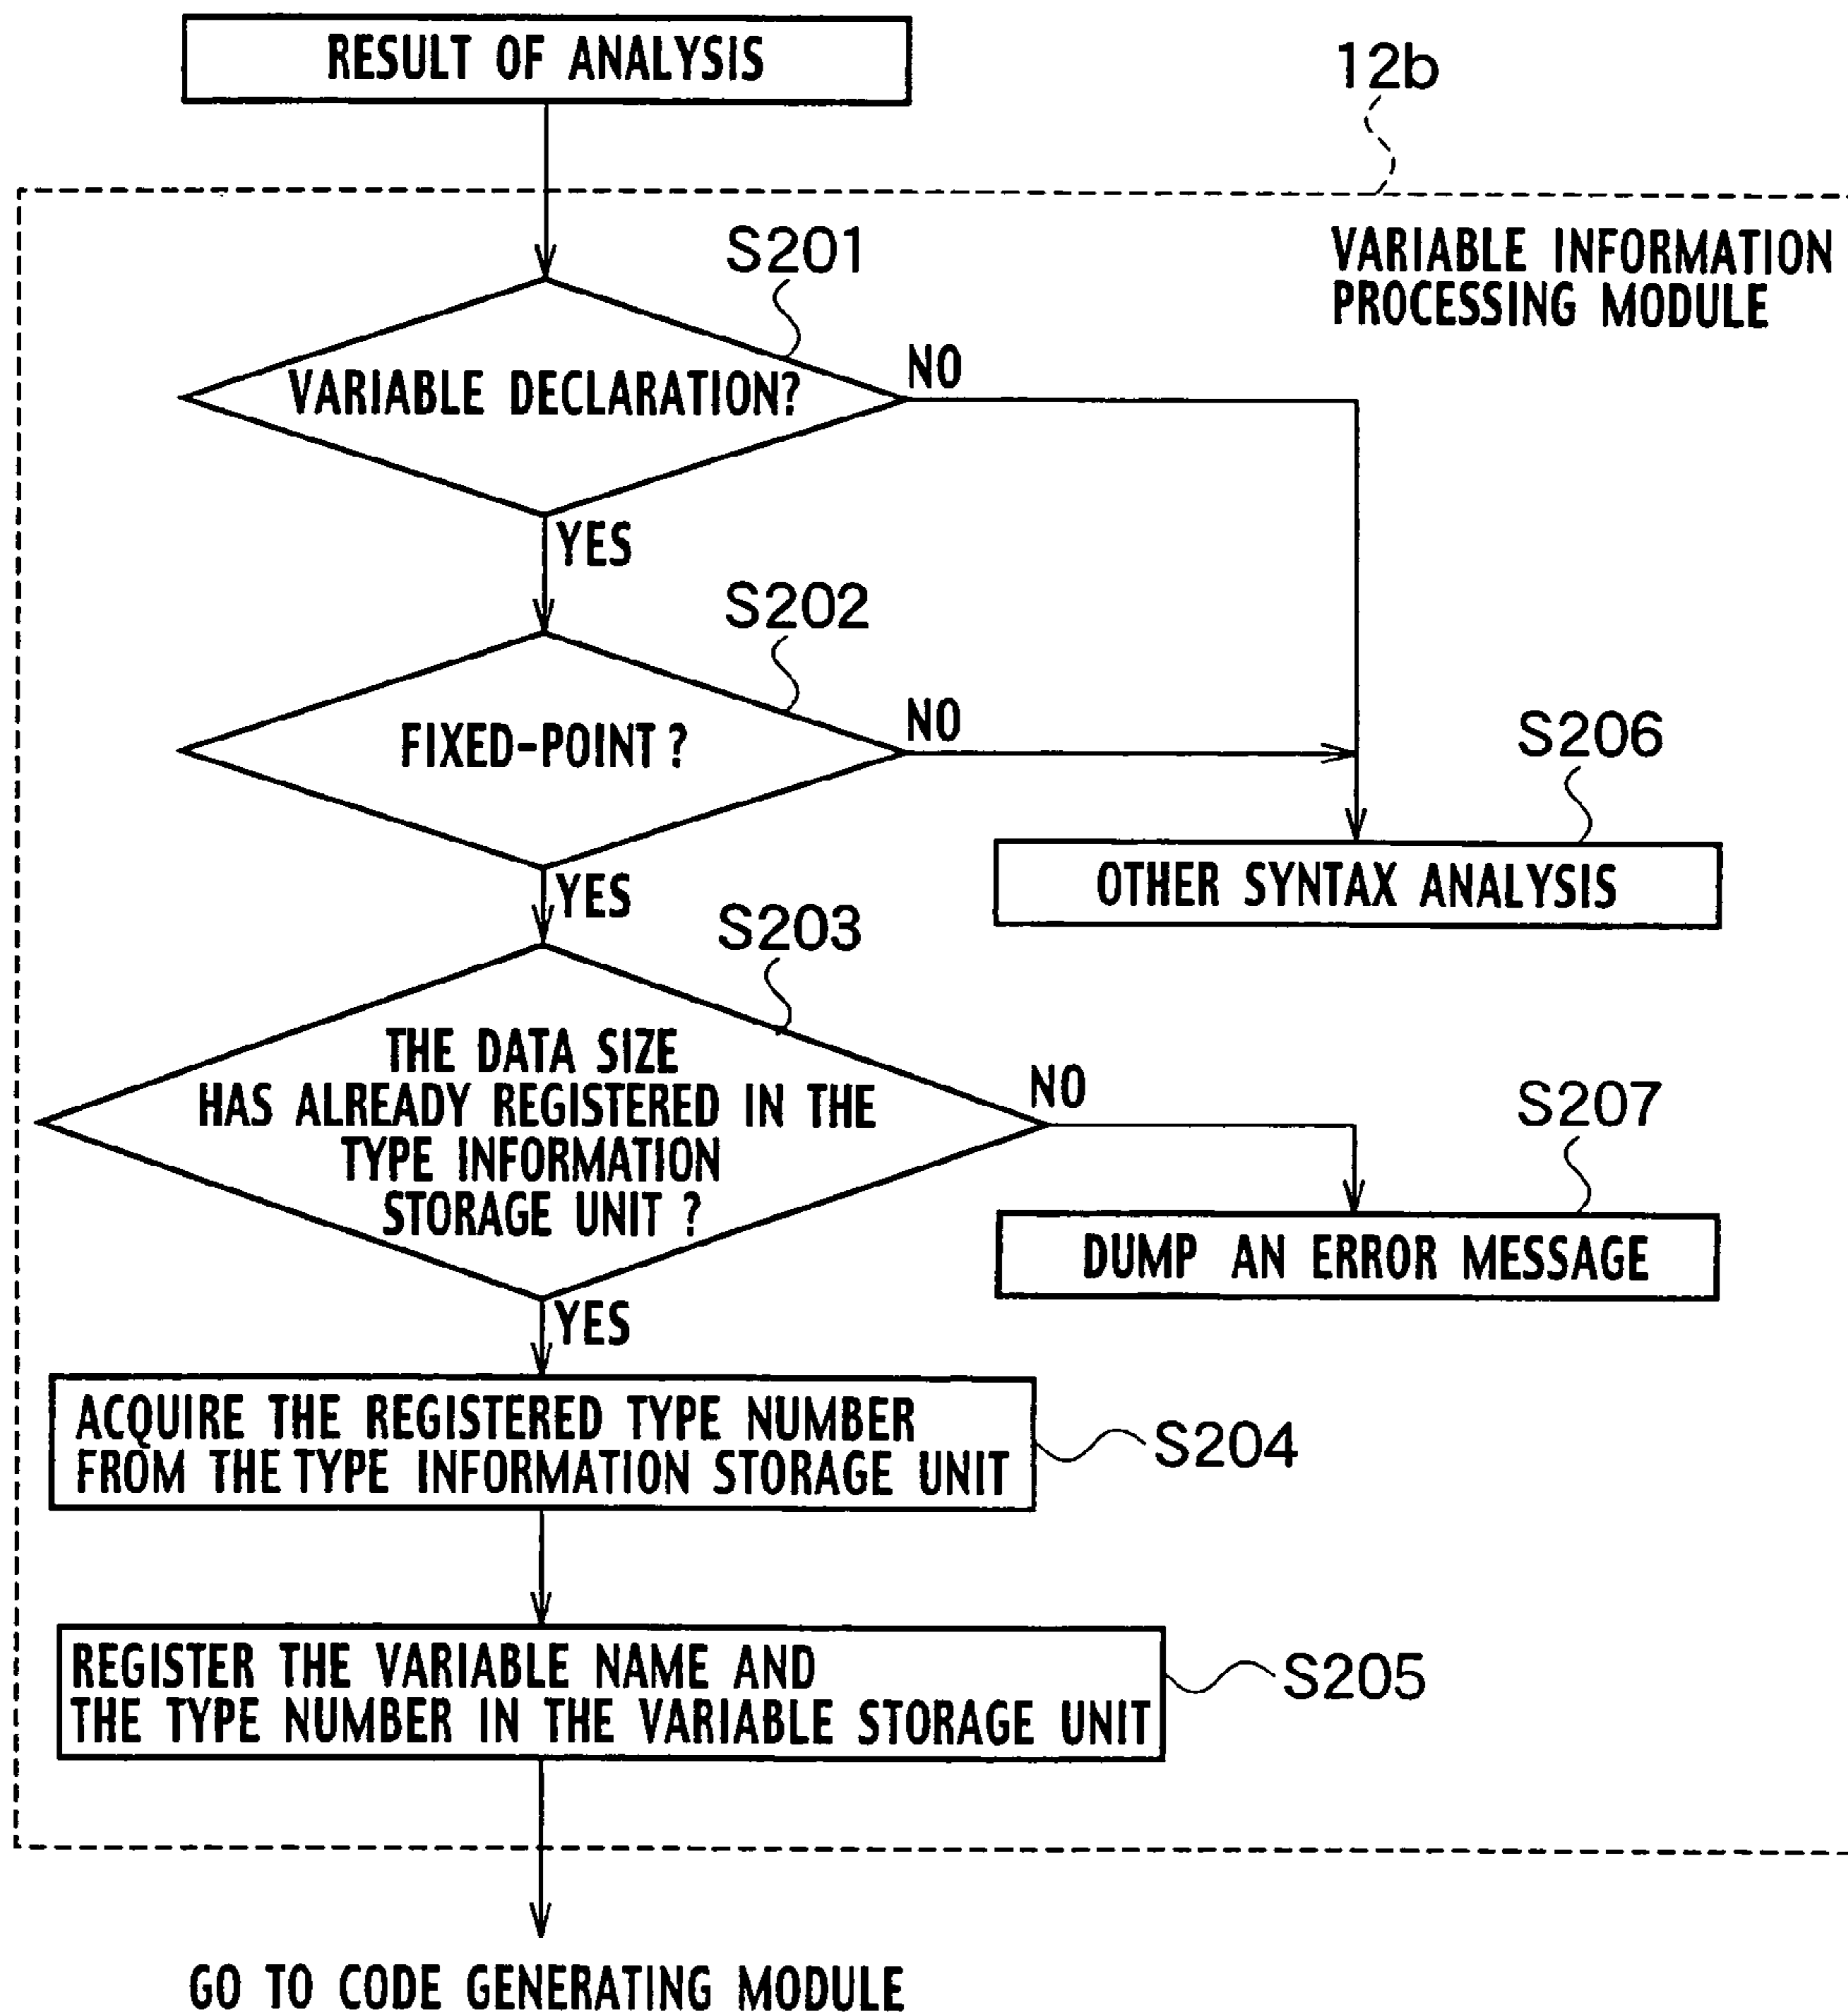 RESULT OF ANALYSIS
12b
VARIABLE INFORMATION
PROCESSING MODULE
S201
VARIABLE DECLARATION?
NO
YES
S202
FIXED-POINT ?
NO
YES
S206
OTHER SYNTAX ANALYSIS
S203
THE DATA SIZE
HAS ALREADY REGISTERED IN THE
TYPE INFORMATION
STORAGE UNIT ?
NO
YES
S207
DUMP AN ERROR MESSAGE
ACQUIRE THE REGISTERED TYPE NUMBER
FROM THE TYPE INFORMATION STORAGE UNIT
S204
REGISTER THE VARIABLE NAME AND
THE TYPE NUMBER IN THE VARIABLE STORAGE UNIT
S205
GO TO CODE GENERATING MODULE